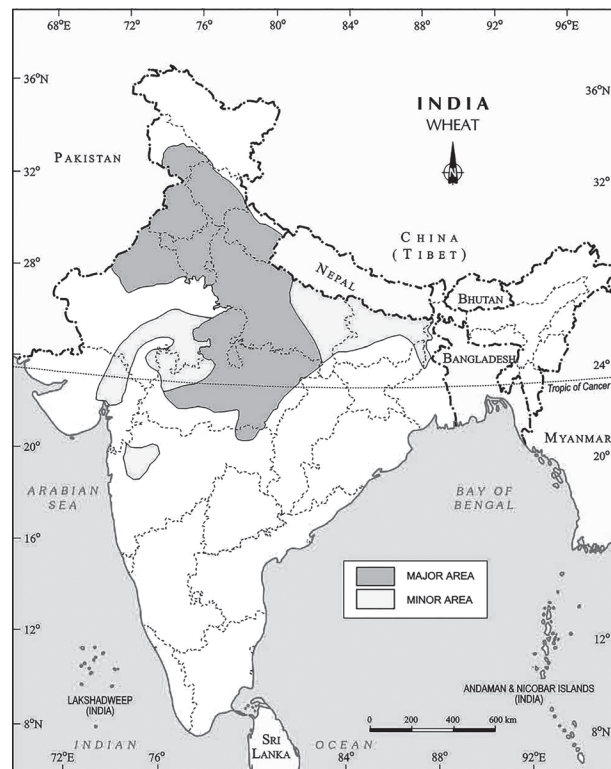 68°E 72° 76° 80° 84° 88° 92° 96°E
36°N 36°N
INDIA
WHEAT
N
PAKISTAN
32° 32°
CHINA
(TIBET)
28°
NEPAL
BHUTAN
BANGLADESH
24° 24°
Tropic of Cancer
MYANMAR
20° 20°
ARABIAN
SEA
BAY OF
BENGAL
16°
MAJOR AREA
MINOR AREA
12° 12°
LAKSHADWEEP
(INDIA)
ANDAMAN & NICOBAR ISLANDS
(INDIA)
0 200 400 600 km
8°N 8°N
SRI
LANKA
INDIAN OCEAN
72°E 76° 84° 88° 92°E